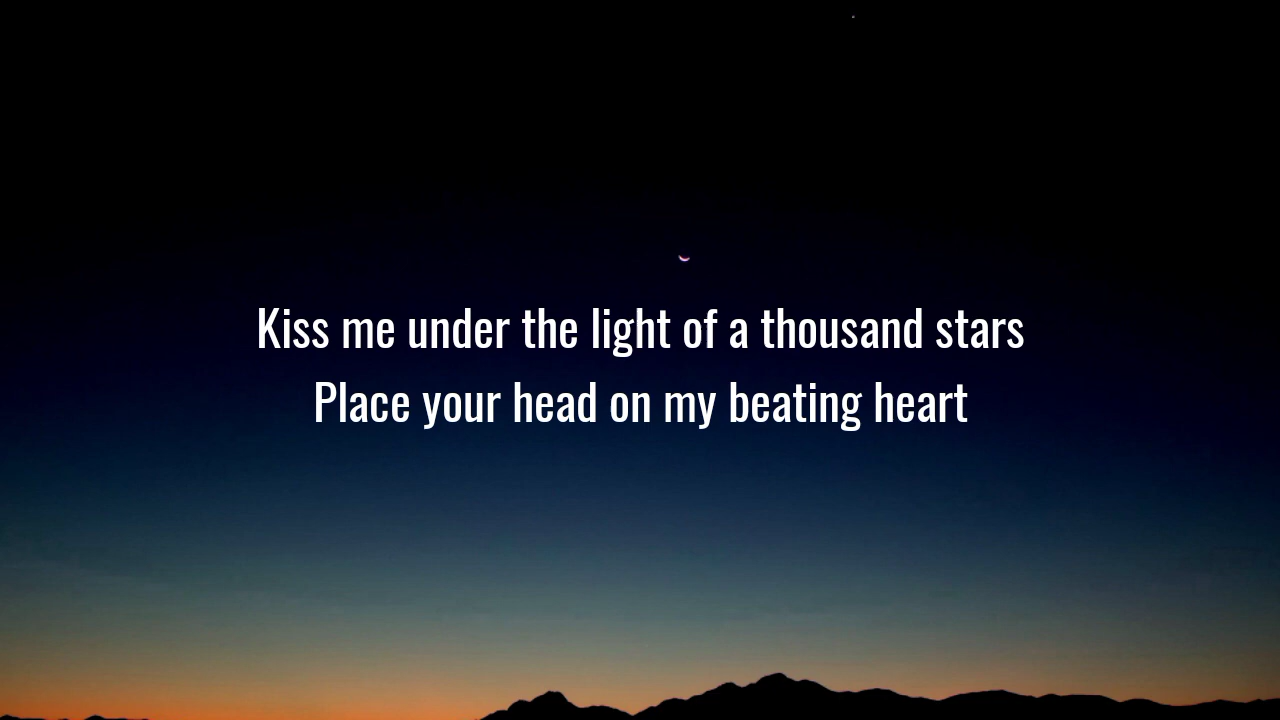 Kiss me under the light of a thousand stars
Place your head on my beating heart